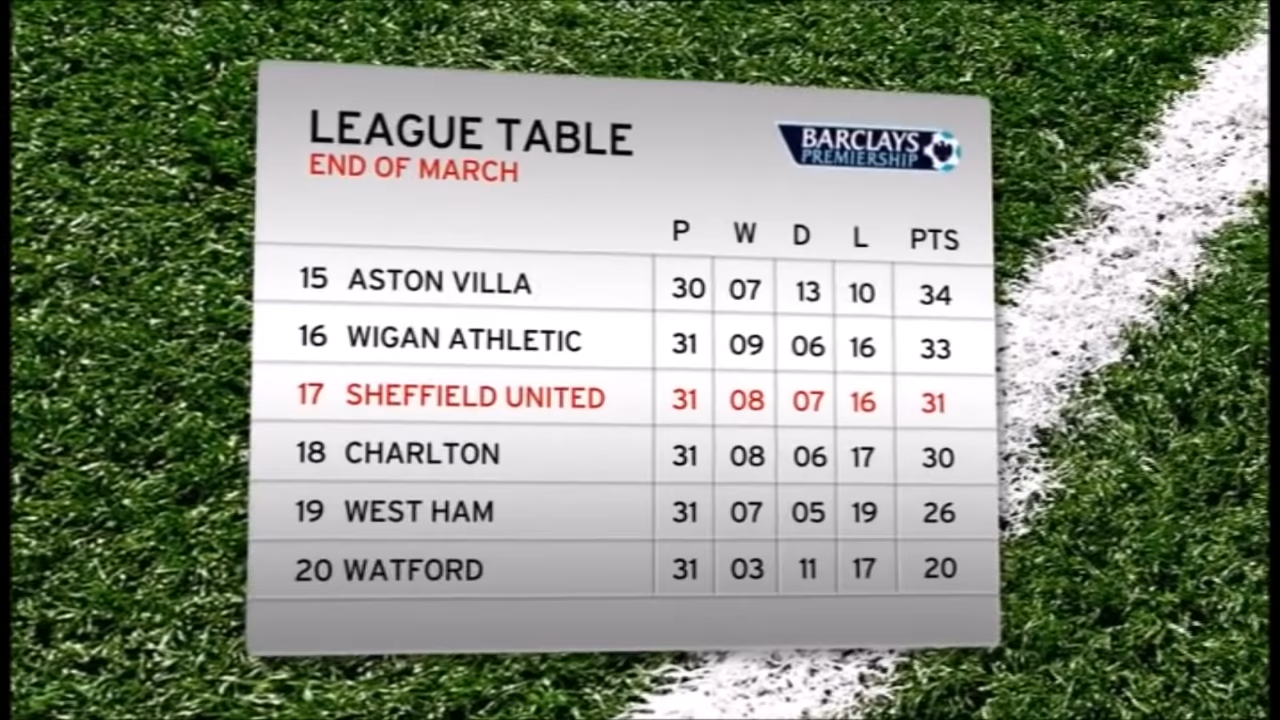 LEAGUE TABLE
END OF MARCH
BARCLAYS
PREMIERSHIP
P W D L PTS
15 ASTON VILLA 30 07 13 10 34
16 WIGAN ATHLETIC 31 09 06 16 33
17 SHEFFIELD UNITED 31 08 07 16 31
18 CHARLTON 31 08 06 17 30
19 WEST HAM 31 07 05 19 26
20 WATFORD 31 03 11 17 20